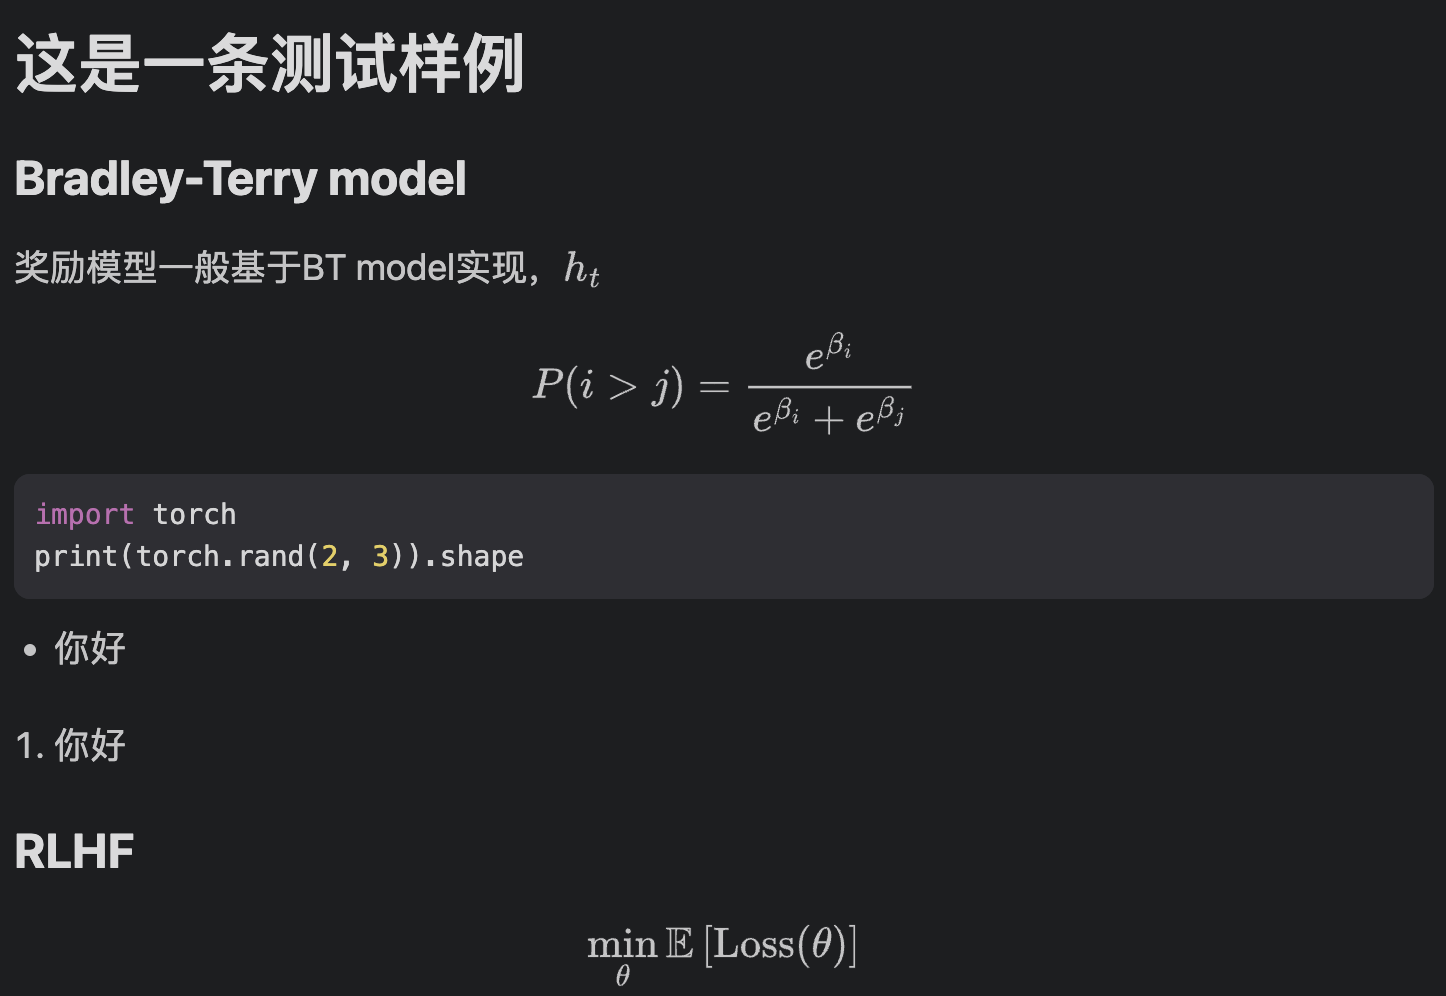 这是一条测试样例
Bradley-Terry model
奖励模型一般基于BT model实现，$h_t$
$$P(i > j) = \frac{e^{\beta_i}}{e^{\beta_i} + e^{\beta_j}}$$
import torch
print(torch.rand(2, 3)).shape
• 你好
1. 你好
RLHF
$$\min_{\theta} \mathbb{E} \left[ \text{Loss}(\theta) \right]$$